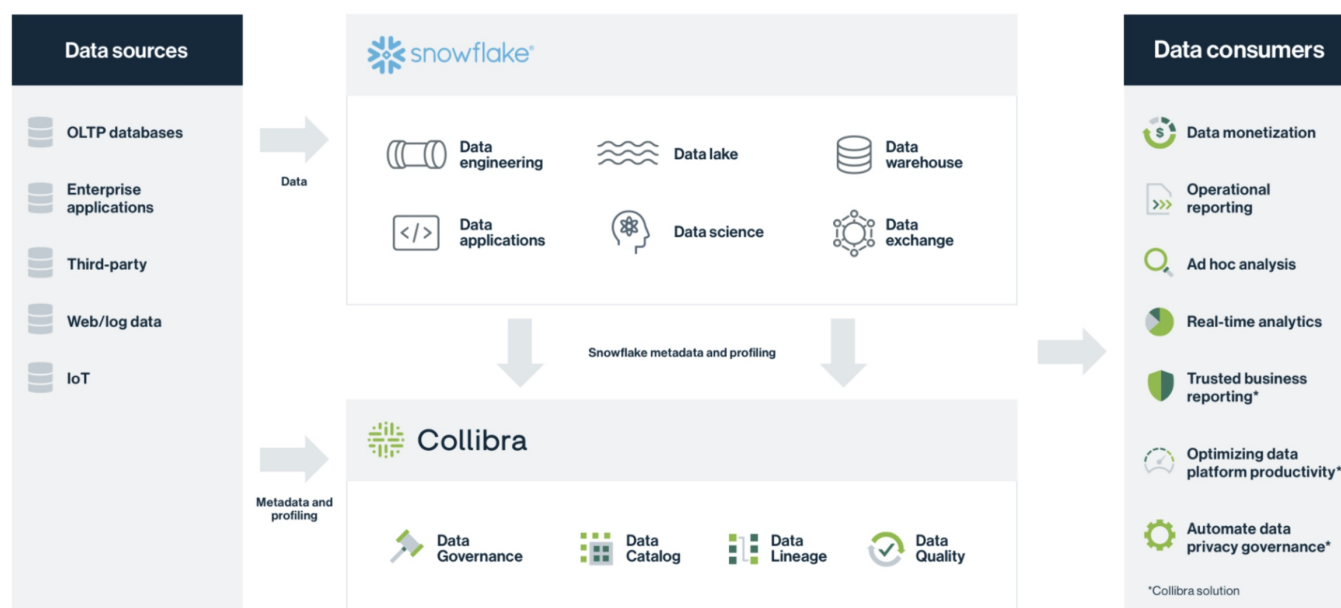 Data sources
OLTP databases
Enterprise
applications
Third-party
Web/log data
IoT
Data
Metadata and
profiling
snowflake®
Data
engineering
Data lake
Data
warehouse
</>
Data
applications
Data science
Data
exchange
Snowflake metadata and profiling
Collibra
Data
Governance
Data
Catalog
Data
Lineage
Data
Quality
Data consumers
$
Data monetization
>>>
Operational
reporting
Ad hoc analysis
Real-time analytics
Trusted business
reporting*
Optimizing data
platform productivity*
Automate data
privacy governance*
*Collibra solution